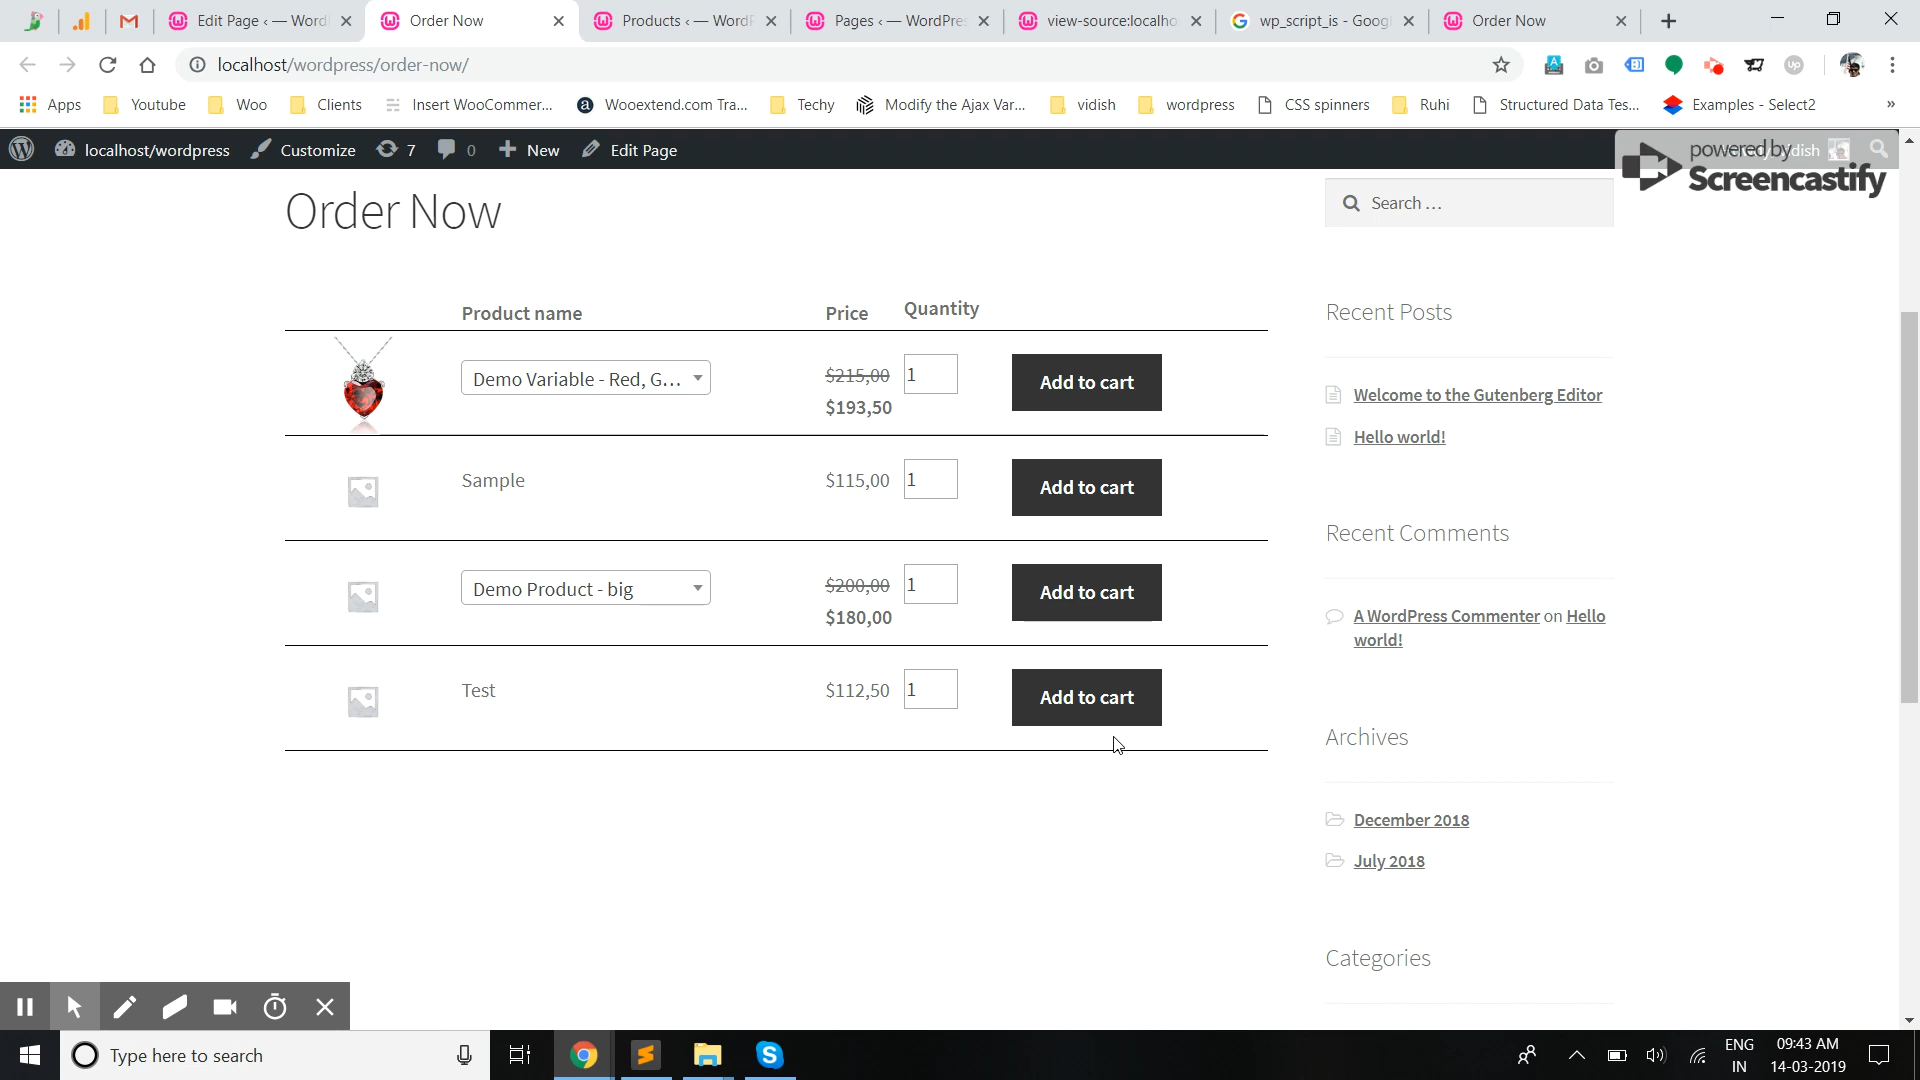 Edit Page ‹ — Word
Order Now
Products ‹ — WordP
Pages ‹ — WordPres
view-source:localho
wp_script_is - Googl
Order Now
localhost/wordpress/order-now/
Apps
Youtube
Woo
Clients
Insert WooCommer...
Wooextend.com Tra...
Techy
Modify the Ajax Var...
vidish
wordpress
CSS spinners
Ruhi
Structured Data Tes...
Examples - Select2
»
localhost/wordpress
Customize
7
0
New
Edit Page
powered by
Screencastify
Order Now
Search …
Product name
Price
Quantity
Demo Variable - Red, G...
$215,00
$193,50
1
Add to cart
Sample
$115,00
1
Add to cart
Demo Product - big
$200,00
$180,00
1
Add to cart
Test
$112,50
1
Add to cart
Recent Posts
Welcome to the Gutenberg Editor
Hello world!
Recent Comments
A WordPress Commenter on Hello
world!
Archives
December 2018
July 2018
Categories
Type here to search
ENG
IN
09:43 AM
14-03-2019